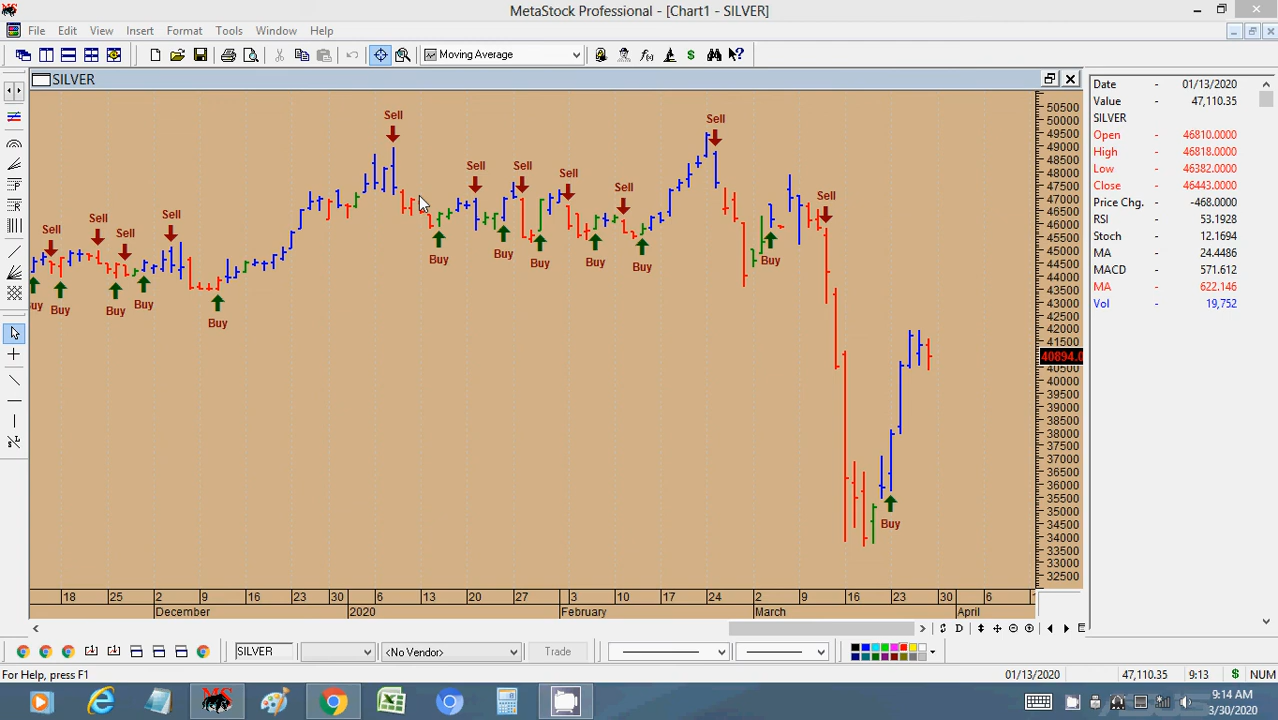 MetaStock Professional - [Chart1 - SILVER]
File Edit View Insert Format Tools Window Help
Moving Average
SILVER
Date - 01/13/2020
Value - 47,110.35
SILVER
Open - 46810.0000
High - 46818.0000
Low - 46382.0000
Close - 46443.0000
Price Chg. - -468.0000
RSI - 53.1928
Stoch - 12.1694
MA - 24.4486
MACD - 571.612
MA - 622.146
Vol - 19,752
Sell
Sell
Sell
Sell
Sell
Sell
Sell
Sell
Sell
Sell
Sell
uy
Buy
Buy
Buy
Buy
Buy
Buy
Buy
Buy
Buy
Buy
Buy
50500
50000
49500
49000
48500
48000
47500
47000
46500
46000
45500
45000
44500
44000
43500
43000
42500
42000
41500
40894.0
40500
40000
39500
39000
38500
38000
37500
37000
36500
36000
35500
35000
34500
34000
33500
33000
32500
18 25 2 9 16 23 30 6 13 20 27 3 10 17 24 2 9 16 23 30 6 1
December 2020 February March April
D
SILVER <No Vendor> Trade
For Help, press F1
01/13/2020 47,110.35 9:13 $ NUM
9:14 AM
3/30/2020